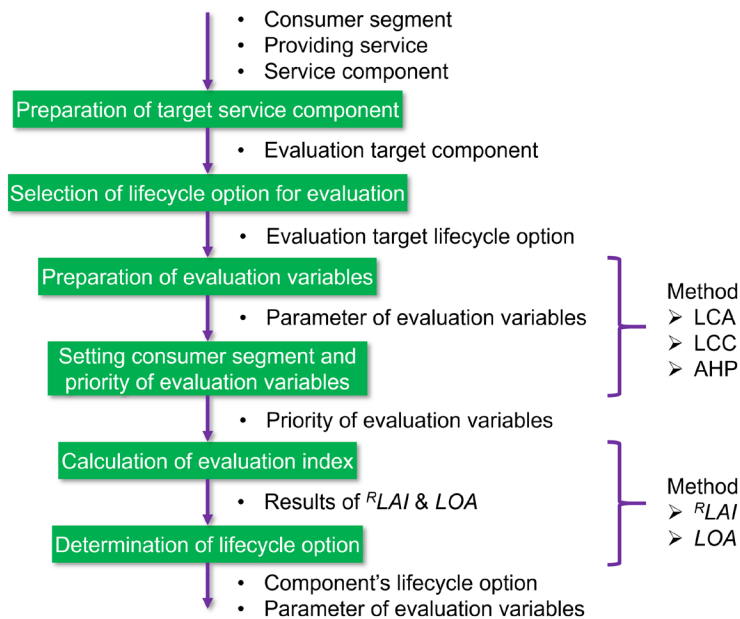 • Consumer segment
• Providing service
• Service component
Preparation of target service component
• Evaluation target component
Selection of lifecycle option for evaluation
• Evaluation target lifecycle option
Preparation of evaluation variables
• Parameter of evaluation variables
Setting consumer segment and
priority of evaluation variables
Method
➢ LCA
➢ LCC
➢ AHP
• Priority of evaluation variables
Calculation of evaluation index
• Results of ᴿLAI & LOA
Determination of lifecycle option
Method
➢ ᴿLAI
➢ LOA
• Component's lifecycle option
• Parameter of evaluation variables